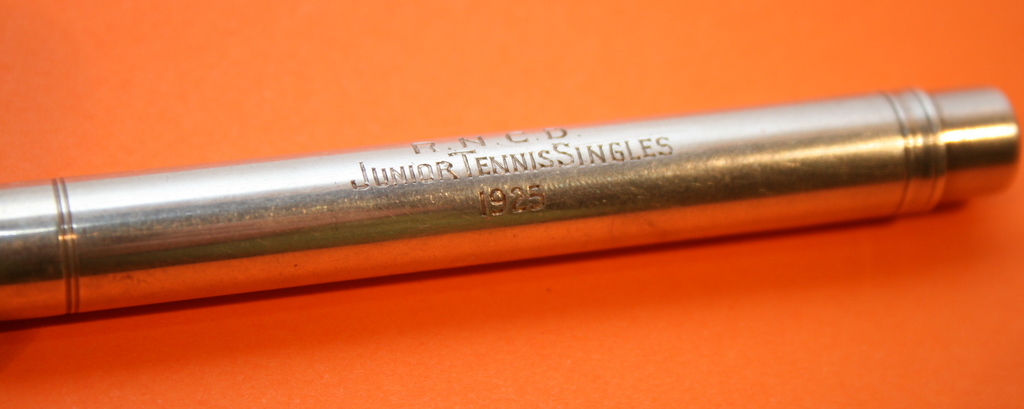 R.N.C.D.
JUNIOR TENNIS SINGLES
1925